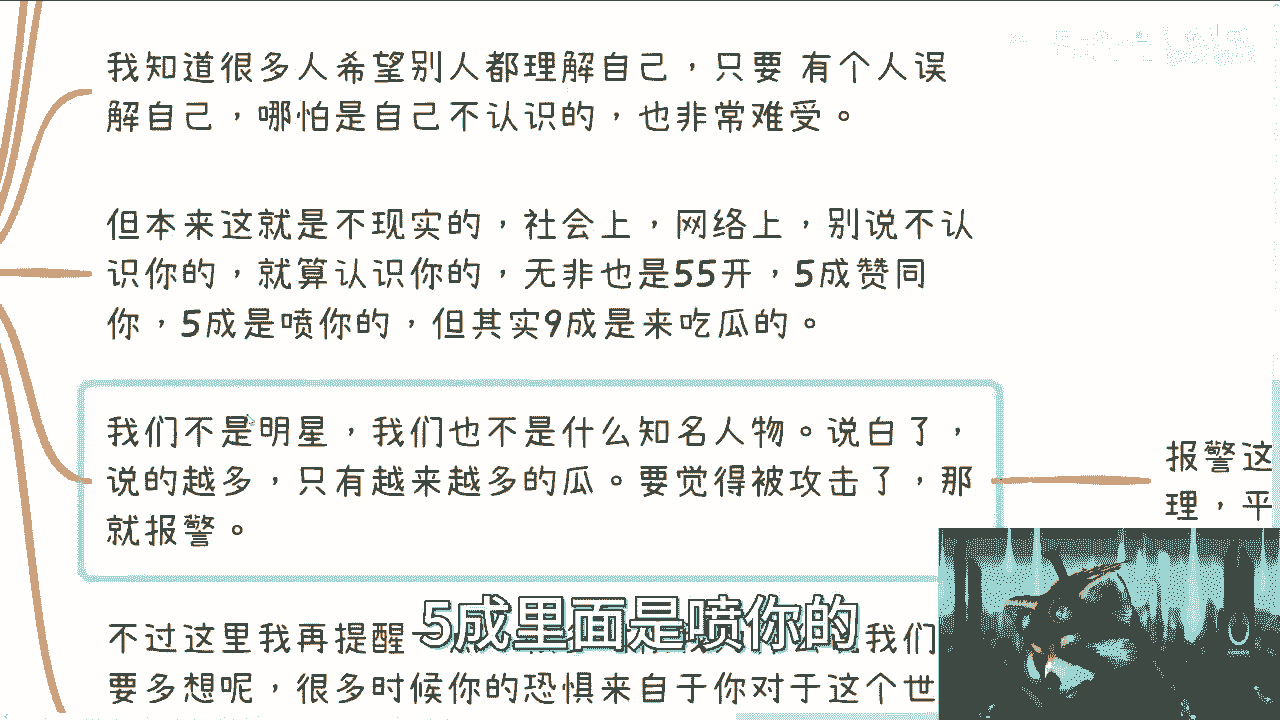 我知道很多人希望别人都理解自己，只要 有个人误
解自己，哪怕是自己不认识的，也非常难受。
但本来这就是不现实的，社会上，网络上，别说不认
识你的，就算认识你的，无非也是55开，5成赞同
你，5成是喷你的，但其实9成是来吃瓜的。
我们不是明星，我们也不是什么知名人物。说白了，
说的越多，只有越来越多的瓜。要觉得被攻击了，那
就报警。
报警这
理，平
不过这里我再提醒
我们
要多想呢，很多时候你的恐惧来自于你对于这个世
5成里面是喷你的